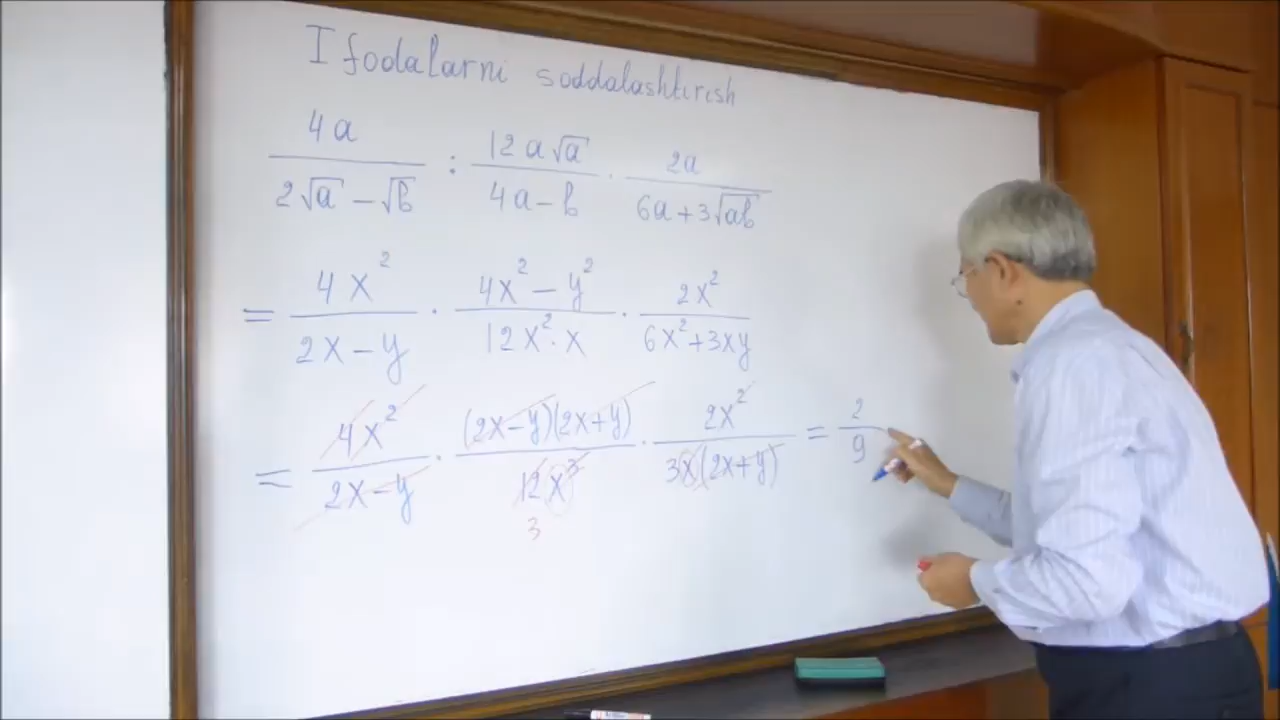 Ifodalarni soddalashtirish
4a / (2√a − √b) : 12a√a / (4a − b) · 2a / (6a + 3√ab)
= 4x² / (2x − y) · (4x² − y²) / (12x² · x) · 2x² / (6x² + 3xy)
= 4x² / (2x − y) · (2x − y)(2x + y) / (12x³) · 2x² / (3x(2x + y)) = 2 / 9
3